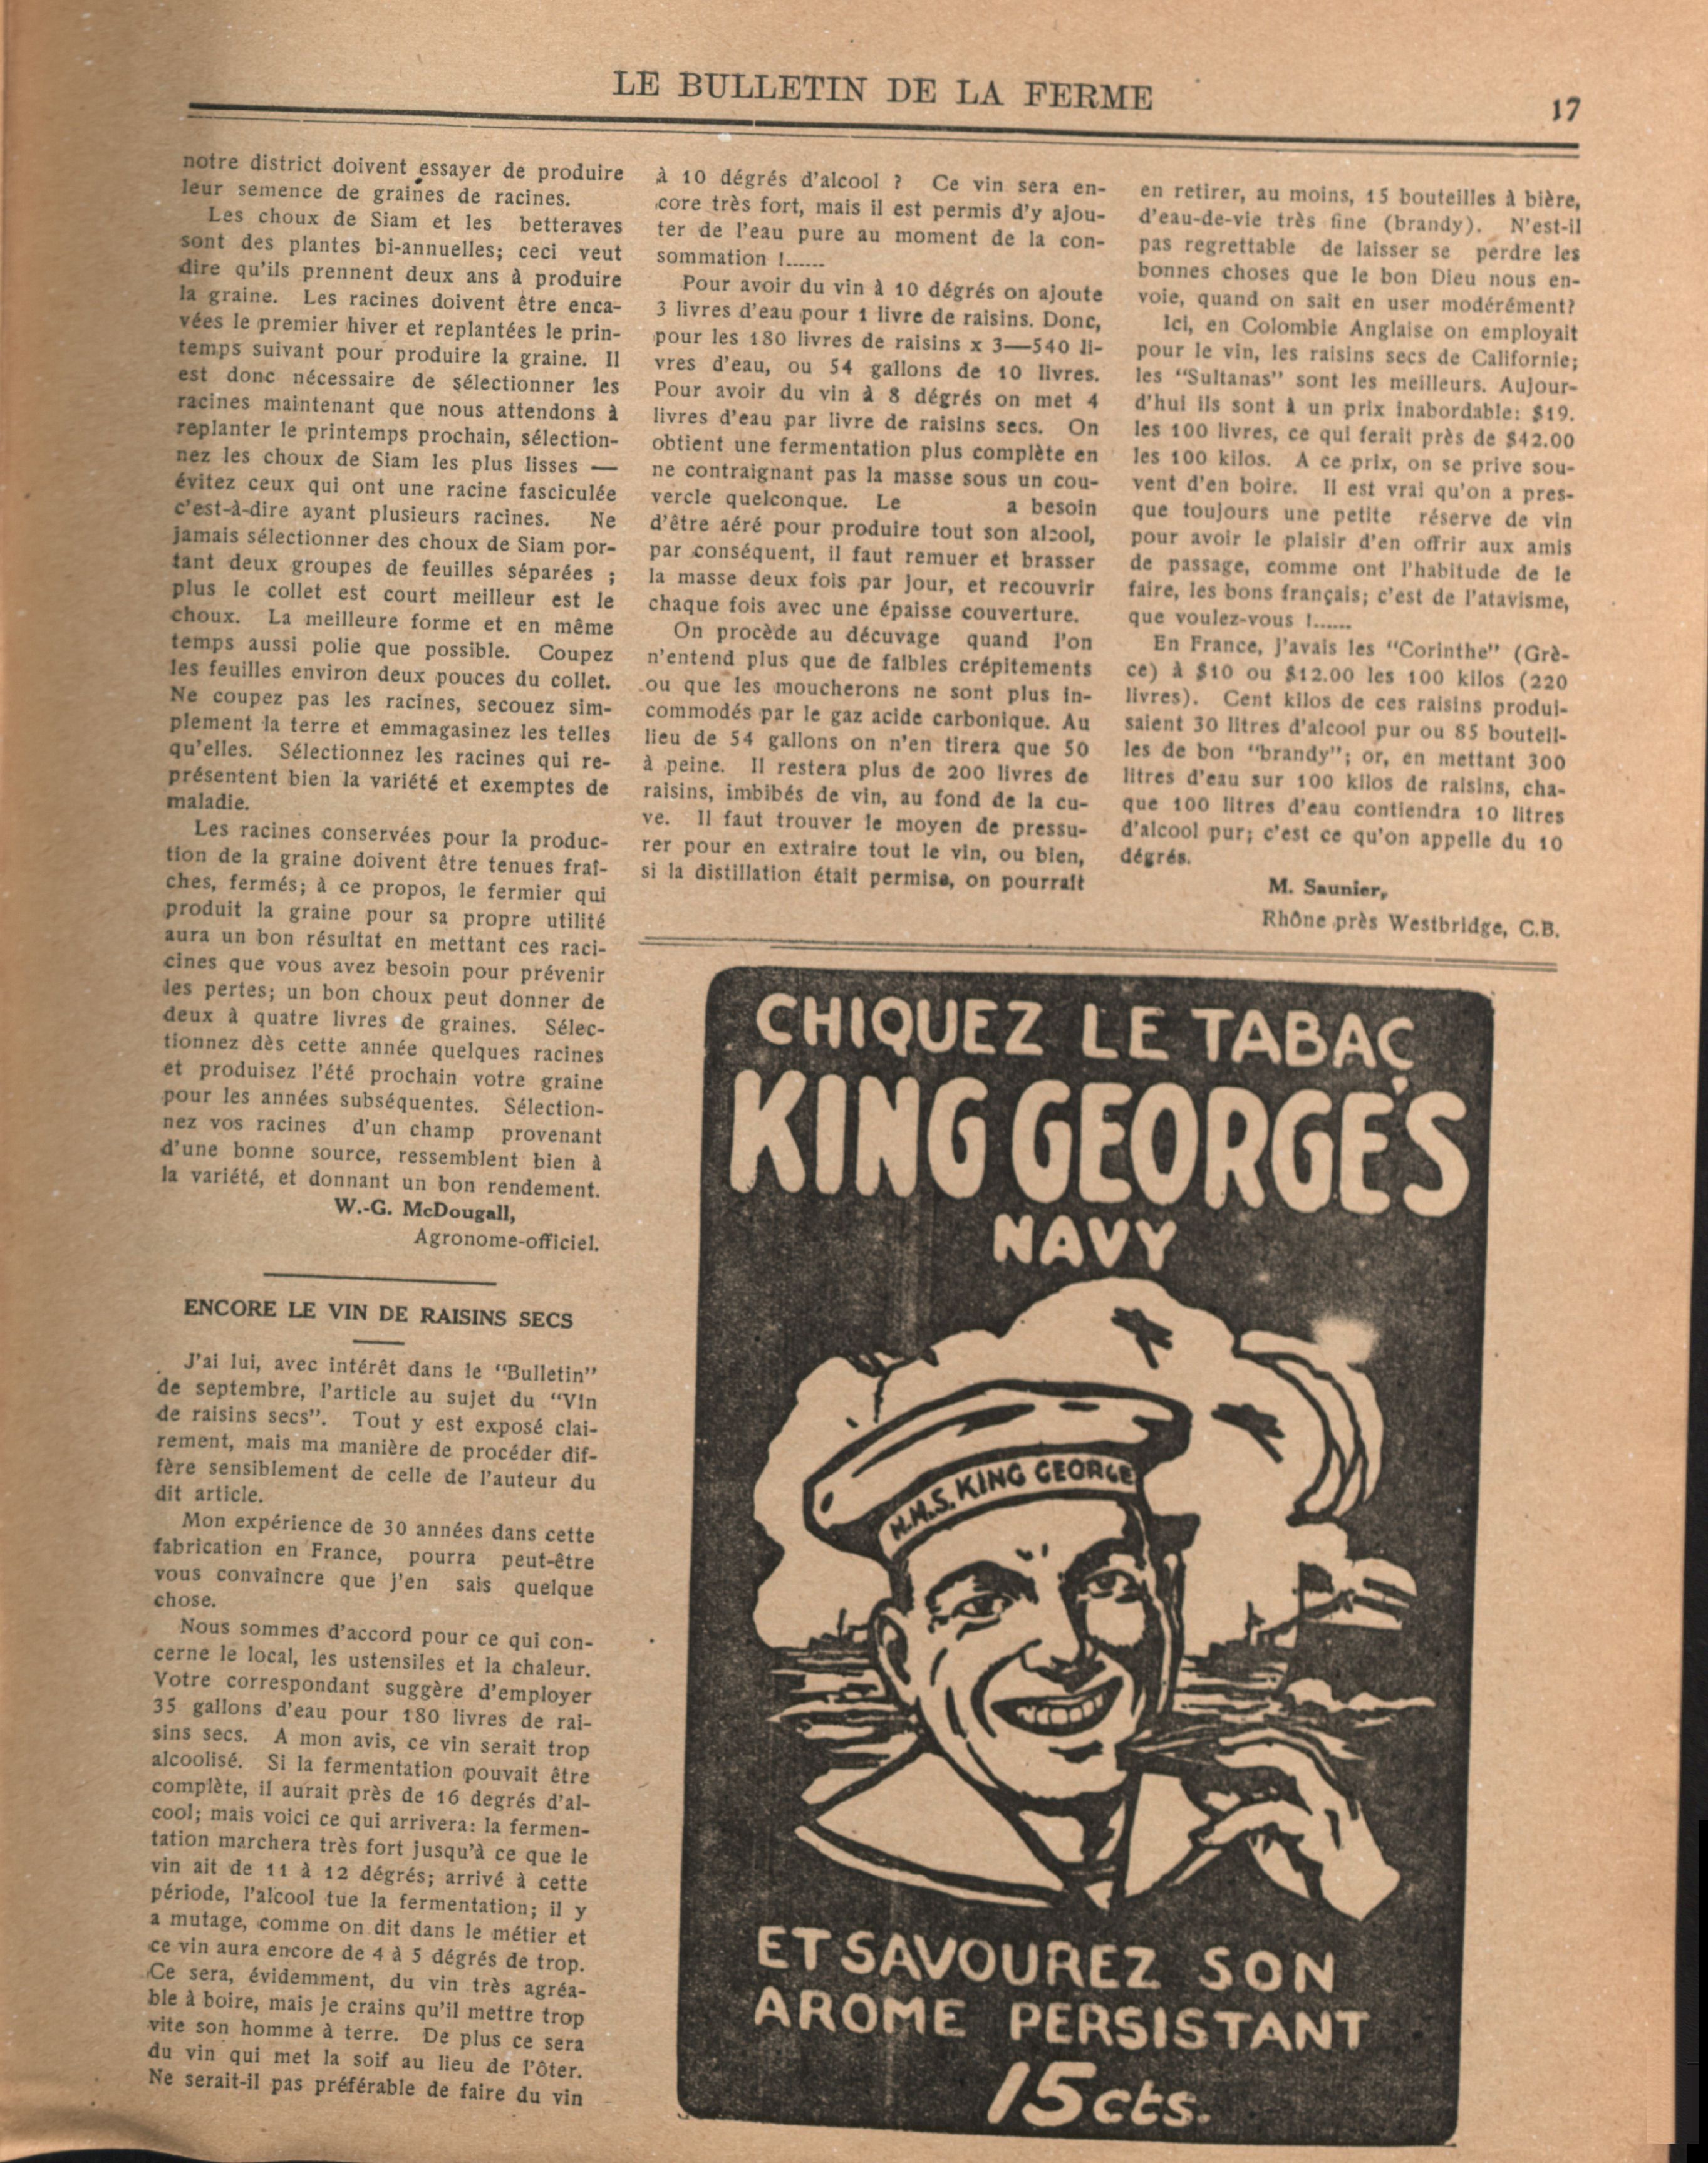 LE BULLETIN DE LA FERME
17
notre district doivent essayer de produire
leur semence de graines de racines.
Les choux de Siam et les betteraves
sont des plantes bi-annuelles; ceci veut
dire qu'ils prennent deux ans à produire
la graine. Les racines doivent être enca-
vées le premier hiver et replantées le prin-
temps suivant pour produire la graine. Il
est donc nécessaire de sélectionner les
racines maintenant que nous attendons à
replanter le printemps prochain, sélection-
nez les choux de Siam les plus lisses —
évitez ceux qui ont une racine fasciculée
c'est-à-dire ayant plusieurs racines. Ne
jamais sélectionner des choux de Siam por-
tant deux groupes de feuilles séparées ;
plus le collet est court meilleur est le
choux. La meilleure forme et en même
temps aussi polie que possible. Coupez
les feuilles environ deux pouces du collet.
Ne coupez pas les racines, secouez sim-
plement la terre et emmagasinez les telles
qu'elles. Sélectionnez les racines qui re-
présentent bien la variété et exemptes de
maladie.
Les racines conservées pour la produc-
tion de la graine doivent être tenues fraî-
ches, fermés; à ce propos, le fermier qui
produit la graine pour sa propre utilité
aura un bon résultat en mettant ces raci-
cines que vous avez besoin pour prévenir
les pertes; un bon choux peut donner de
deux à quatre livres de graines. Sélec-
tionnez dès cette année quelques racines
et produisez l'été prochain votre graine
pour les années subséquentes. Sélection-
nez vos racines d'un champ provenant
d'une bonne source, ressemblent bien à
la variété, et donnant un bon rendement.
W.-G. McDougall,
Agronome-officiel.
ENCORE LE VIN DE RAISINS SECS
J'ai lui, avec intérêt dans le "Bulletin"
de septembre, l'article au sujet du "Vin
de raisins secs". Tout y est exposé clai-
rement, mais ma manière de procéder dif-
fère sensiblement de celle de l'auteur du
dit article.
Mon expérience de 30 années dans cette
fabrication en France, pourra peut-être
vous convaincre que j'en sais quelque
chose.
Nous sommes d'accord pour ce qui con-
cerne le local, les ustensiles et la chaleur.
Votre correspondant suggère d'employer
35 gallons d'eau pour 180 livres de rai-
sins secs. A mon avis, ce vin serait trop
alcoolisé. Si la fermentation pouvait être
complète, il aurait près de 16 degrés d'al-
cool; mais voici ce qui arrivera: la fermen-
tation marchera très fort jusqu'à ce que le
vin ait de 11 à 12 dégrés; arrivé à cette
période, l'alcool tue la fermentation; il y
a mutage, comme on dit dans le métier et
ce vin aura encore de 4 à 5 dégrés de trop.
Ce sera, évidemment, du vin très agréa-
ble à boire, mais je crains qu'il mettre trop
vite son homme à terre. De plus ce sera
du vin qui met la soif au lieu de l'ôter.
Ne serait-il pas préférable de faire du vin
à 10 dégrés d'alcool ? Ce vin sera en-
core très fort, mais il est permis d'y ajou-
ter de l'eau pure au moment de la con-
sommation !......
Pour avoir du vin à 10 dégrés on ajoute
3 livres d'eau pour 1 livre de raisins. Donc,
pour les 180 livres de raisins x 3—540 li-
vres d'eau, ou 54 gallons de 10 livres.
Pour avoir du vin à 8 dégrés on met 4
livres d'eau par livre de raisins secs. On
obtient une fermentation plus complète en
ne contraignant pas la masse sous un cou-
vercle quelconque. Le a besoin
d'être aéré pour produire tout son alcool,
par conséquent, il faut remuer et brasser
la masse deux fois par jour, et recouvrir
chaque fois avec une épaisse couverture.
On procède au décuvage quand l'on
n'entend plus que de faibles crépitements
ou que les moucherons ne sont plus in-
commodés par le gaz acide carbonique. Au
lieu de 54 gallons on n'en tirera que 50
à peine. Il restera plus de 200 livres de
raisins, imbibés de vin, au fond de la cu-
ve. Il faut trouver le moyen de pressu-
rer pour en extraire tout le vin, ou bien,
si la distillation était permise, on pourrait
en retirer, au moins, 15 bouteilles à bière,
d'eau-de-vie très fine (brandy). N'est-il
pas regrettable de laisser se perdre les
bonnes choses que le bon Dieu nous en-
voie, quand on sait en user modérément?
Ici, en Colombie Anglaise on employait
pour le vin, les raisins secs de Californie;
les "Sultanas" sont les meilleurs. Aujour-
d'hui ils sont à un prix inabordable: $19.
les 100 livres, ce qui ferait près de $42.00
les 100 kilos. A ce prix, on se prive sou-
vent d'en boire. Il est vrai qu'on a pres-
que toujours une petite réserve de vin
pour avoir le plaisir d'en offrir aux amis
de passage, comme ont l'habitude de le
faire, les bons français; c'est de l'atavisme,
que voulez-vous !......
En France, j'avais les "Corinthe" (Grè-
ce) à $10 ou $12.00 les 100 kilos (220
livres). Cent kilos de ces raisins produi-
saient 30 litres d'alcool pur ou 85 bouteil-
les de bon "brandy"; or, en mettant 300
litres d'eau sur 100 kilos de raisins, cha-
que 100 litres d'eau contiendra 10 litres
d'alcool pur; c'est ce qu'on appelle du 10
dégrés.
M. Saunier,
Rhône près Westbridge, C.B.
CHIQUEZ LE TABAC
KING GEORGE'S
NAVY
H.M.S. KING GEORGE
ET SAVOUREZ SON
AROME PERSISTANT
15cts.